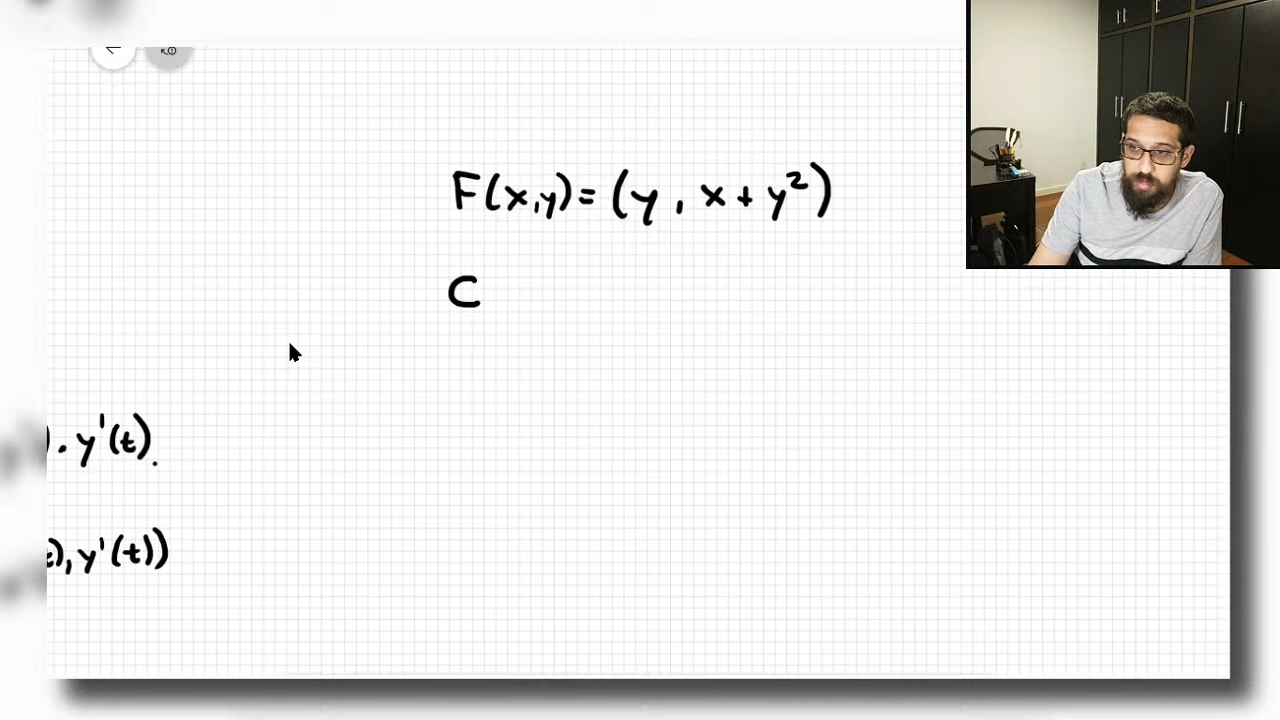 F(x,y)= (y , x + y²)
C
) . y'(t).
), y'(t))